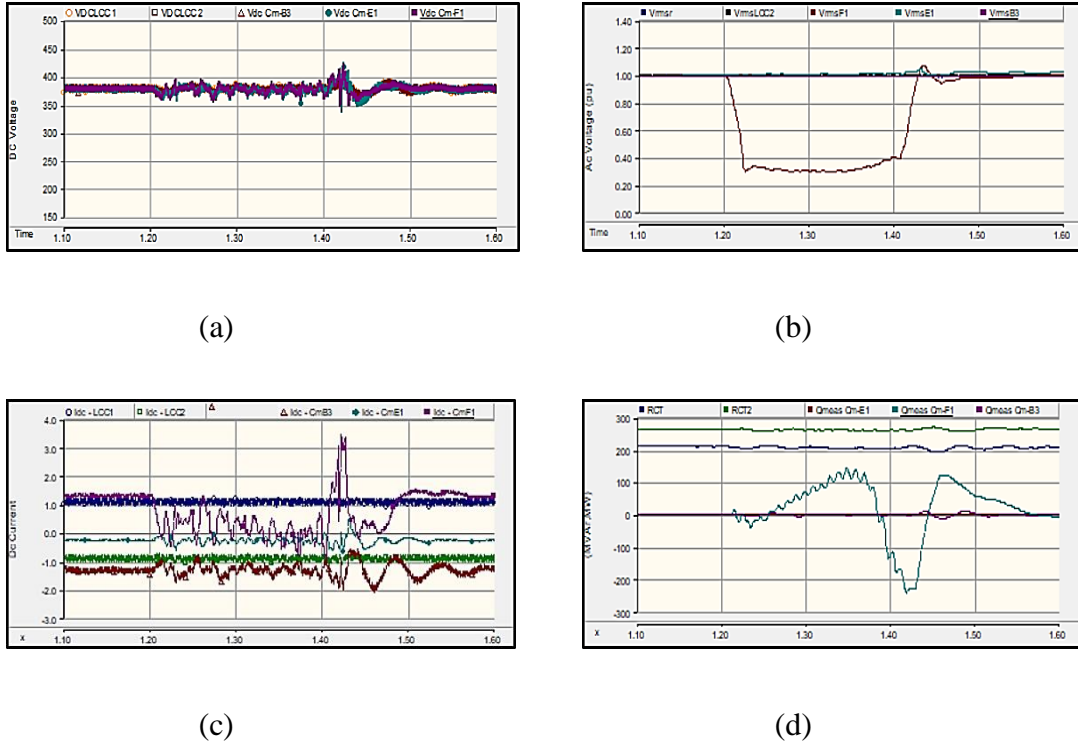 VDCLCC1 VDCLCC2 Vdc Cm-B3 Vdc Cm-E1 Vdc Cm-F1
500
450
400
350
300
250
200
150
DC Voltage
Time 1.10 1.20 1.30 1.40 1.50 1.60
(a)
Vrmsr VrmsLCC2 VrmsF1 VrmsE1 VrmsB3
1.40
1.20
1.00
0.80
0.60
0.40
0.20
0.00
Ac Voltage (pu)
Time 1.10 1.20 1.30 1.40 1.50 1.60
(b)
Idc - LCC1 Idc - LCC2 Idc - CmB3 Idc - CmE1 Idc - CmF1
4.0
3.0
2.0
1.0
0.0
-1.0
-2.0
-3.0
Dc Current
x 1.10 1.20 1.30 1.40 1.50 1.60
(c)
RCT RCT2 Qmeas Cm-E1 Qmeas Cm-F1 Qmeas Cm-B3
300
200
100
0
-100
-200
-300
x 1.10 1.20 1.30 1.40 1.50 1.60
(d)